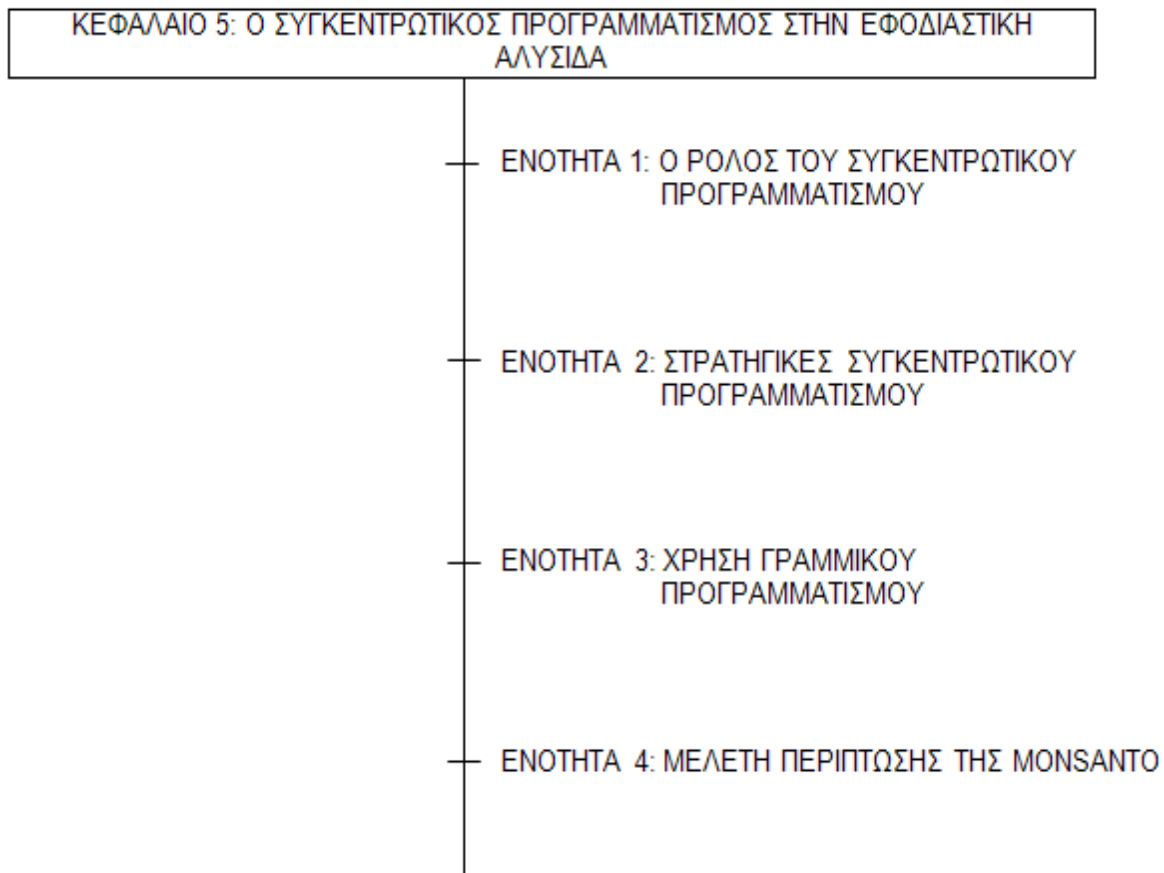 ΚΕΦΑΛΑΙΟ 5: Ο ΣΥΓΚΕΝΤΡΩΤΙΚΟΣ ΠΡΟΓΡΑΜΜΑΤΙΣΜΟΣ ΣΤΗΝ ΕΦΟΔΙΑΣΤΙΚΗ
ΑΛΥΣΙΔΑ
ΕΝΟΤΗΤΑ 1: Ο ΡΟΛΟΣ ΤΟΥ ΣΥΓΚΕΝΤΡΩΤΙΚΟΥ
ΠΡΟΓΡΑΜΜΑΤΙΣΜΟΥ
ΕΝΟΤΗΤΑ 2: ΣΤΡΑΤΗΓΙΚΕΣ ΣΥΓΚΕΝΤΡΩΤΙΚΟΥ
ΠΡΟΓΡΑΜΜΑΤΙΣΜΟΥ
ΕΝΟΤΗΤΑ 3: ΧΡΗΣΗ ΓΡΑΜΜΙΚΟΥ
ΠΡΟΓΡΑΜΜΑΤΙΣΜΟΥ
ΕΝΟΤΗΤΑ 4: ΜΕΛΕΤΗ ΠΕΡΙΠΤΩΣΗΣ ΤΗΣ MONSANTO